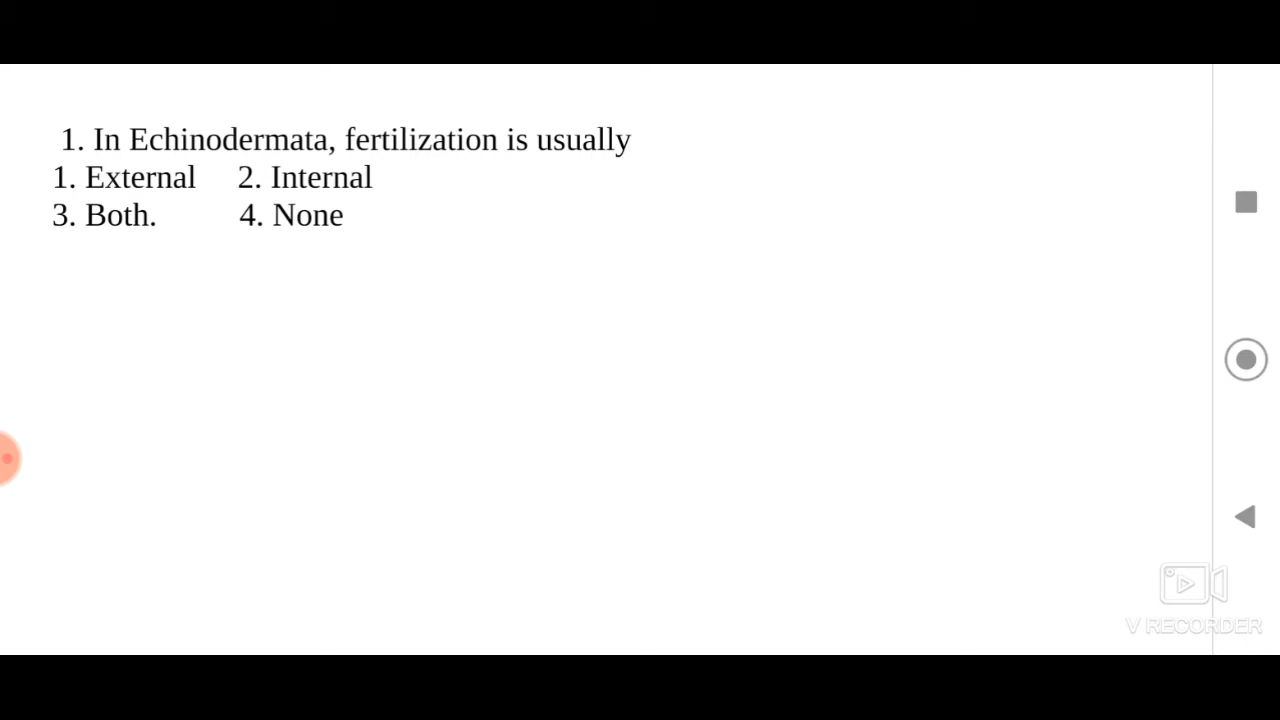 1. In Echinodermata, fertilization is usually
1. External 2. Internal
3. Both. 4. None
V RECORDER